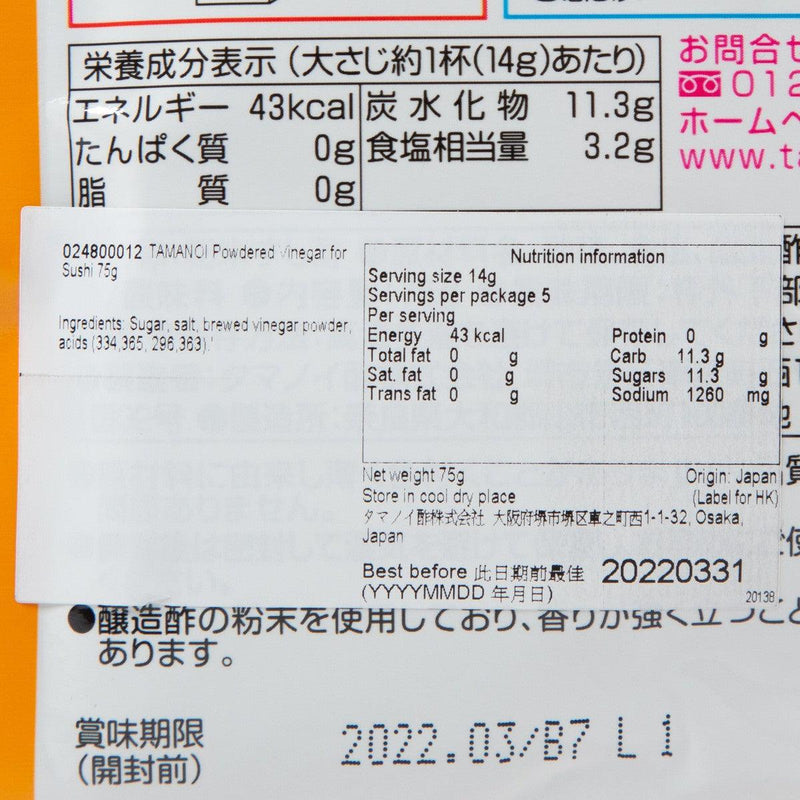 栄養成分表示（大さじ約1杯(14g)あたり）
エネルギー 43kcal 炭水化物 11.3g
たんぱく質 0g 食塩相当量 3.2g
脂質 0g
お問合せ
012
ホームペ
www.ta
024800012 TAMANOI Powdered Vinegar for
Sushi 75g
Ingredients: Sugar, salt, brewed vinegar powder,
acids (334,365, 296,363).
Nutrition information
Serving size 14g
Servings per package 5
Per serving
Energy 43 kcal Protein 0 g
Total fat 0 g Carb 11.3 g
Sat. fat 0 g Sugars 11.3 g
Trans fat 0 g Sodium 1260 mg
Net weight 75g Origin: Japan
Store in cool dry place (Label for HK)
タマノイ酢株式会社 大阪府堺市堺区車之町西1-1-32, Osaka,
Japan
Best before 此日期前最佳 20220331
(YYYYMMDD 年月日) 20138
●醸造酢の粉末を使用しており、香りが強く立つこと
あります。
賞味期限 2022.03/B7 L 1
（開封前）